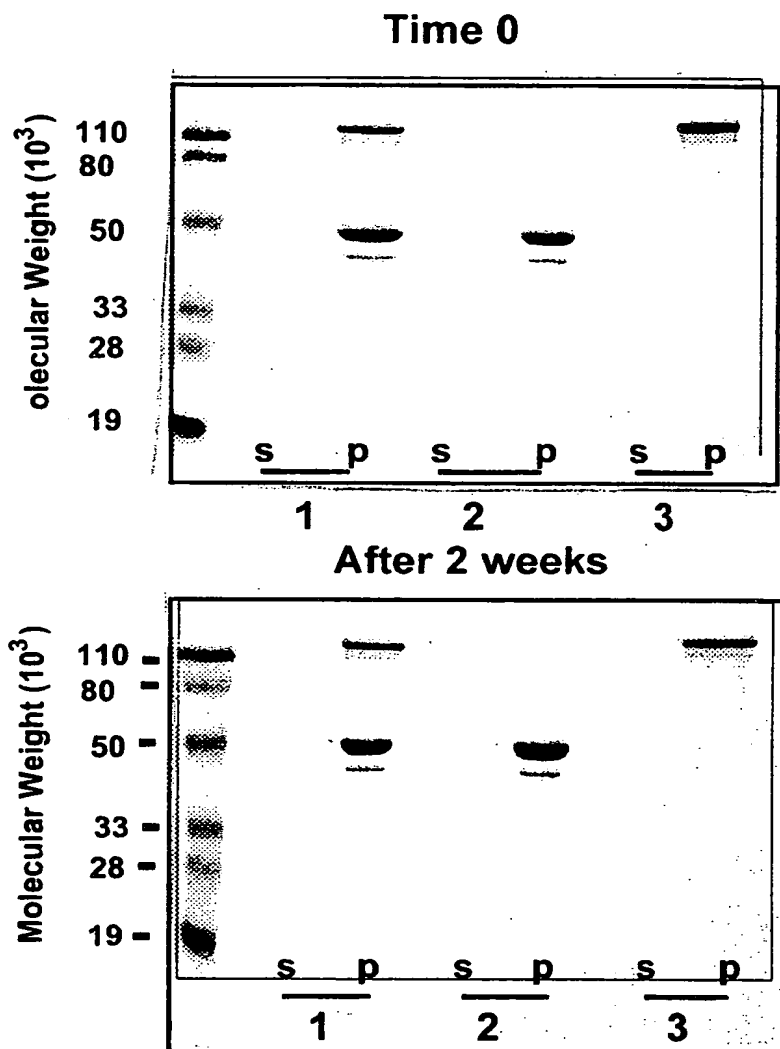 Time 0
olecular Weight (10³)
110
80
50
33
28
19
s p s p s p
1 2 3
After 2 weeks
Molecular Weight (10³)
110
80
50
33
28
19
s p s p s p
1 2 3